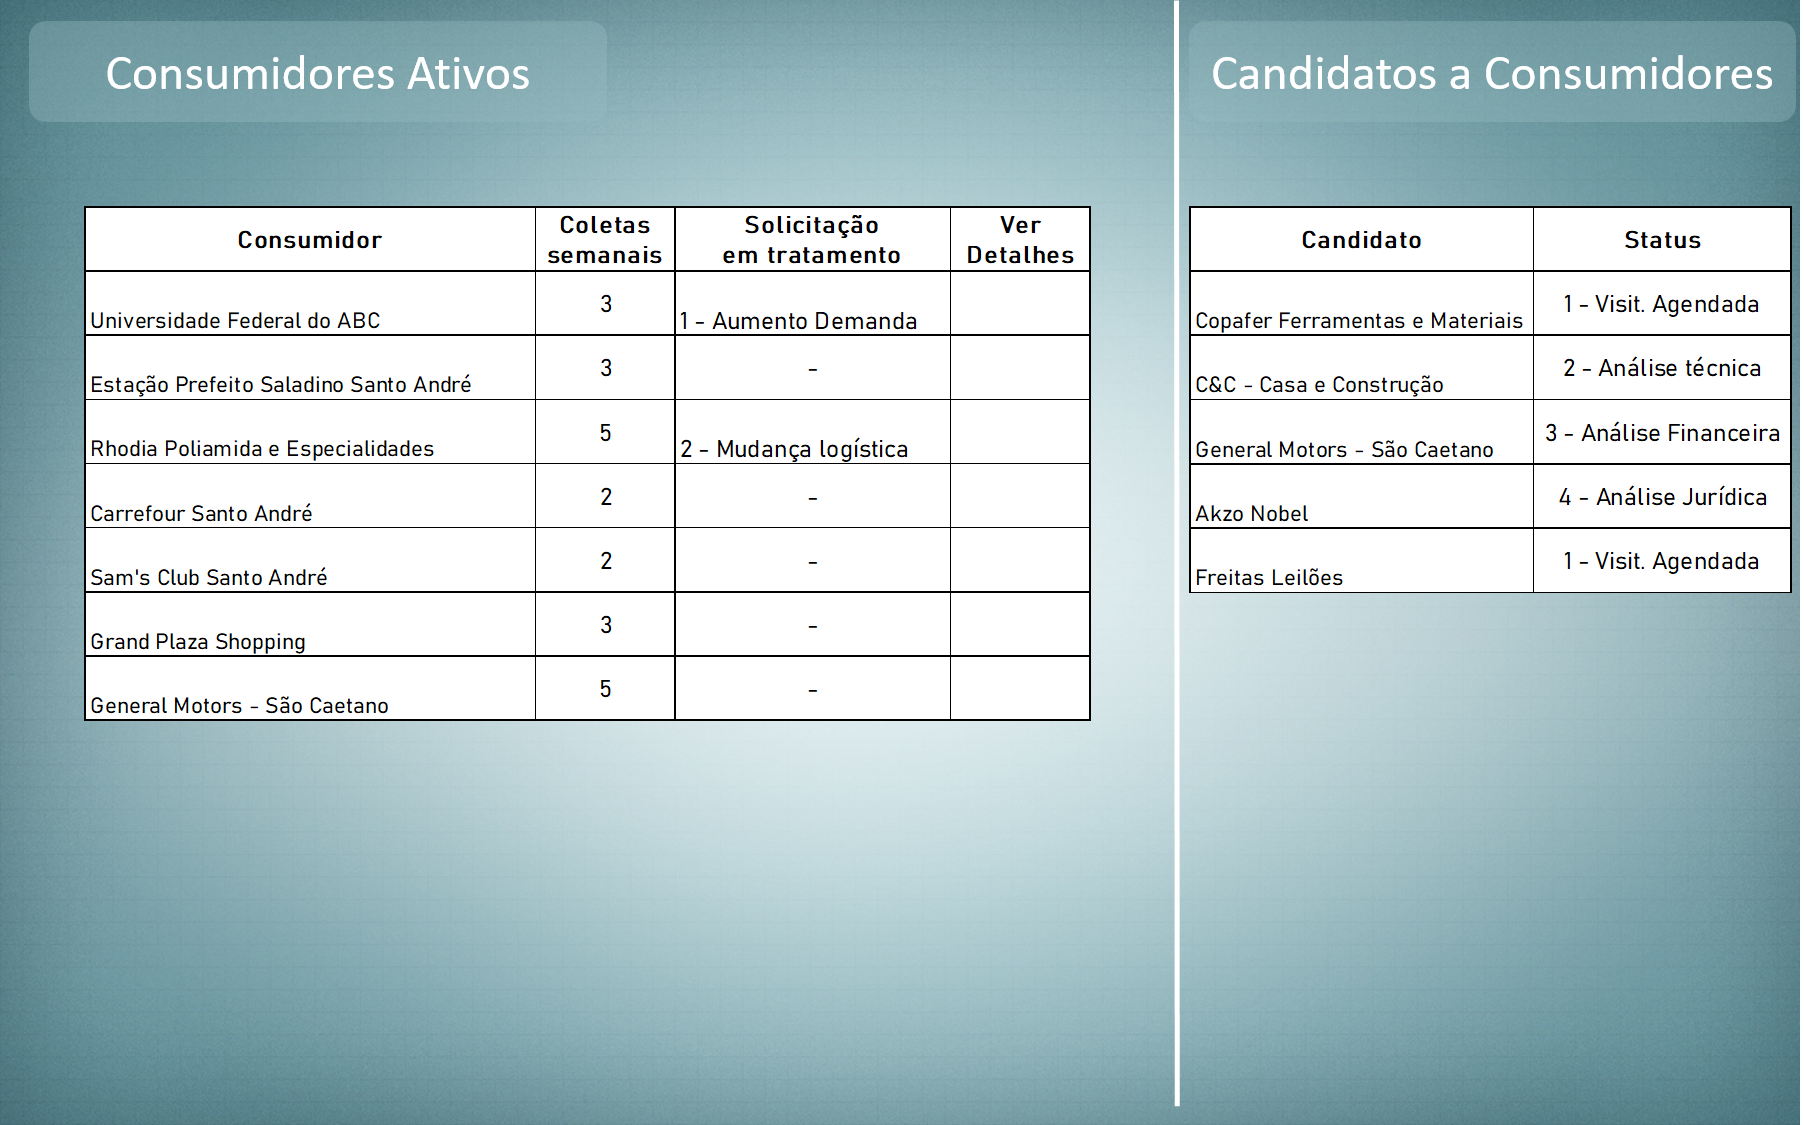 Consumidores Ativos
Consumidor | Coletas semanais | Solicitação em tratamento | Ver Detalhes
Universidade Federal do ABC | 3 | 1 - Aumento Demanda
Estação Prefeito Saladino Santo André | 3 | -
Rhodia Poliamida e Especialidades | 5 | 2 - Mudança logística
Carrefour Santo André | 2 | -
Sam's Club Santo André | 2 | -
Grand Plaza Shopping | 3 | -
General Motors - São Caetano | 5 | -
Candidatos a Consumidores
Candidato | Status
Copafer Ferramentas e Materiais | 1 - Visit. Agendada
C&C - Casa e Construção | 2 - Análise técnica
General Motors - São Caetano | 3 - Análise Financeira
Akzo Nobel | 4 - Análise Jurídica
Freitas Leilões | 1 - Visit. Agendada